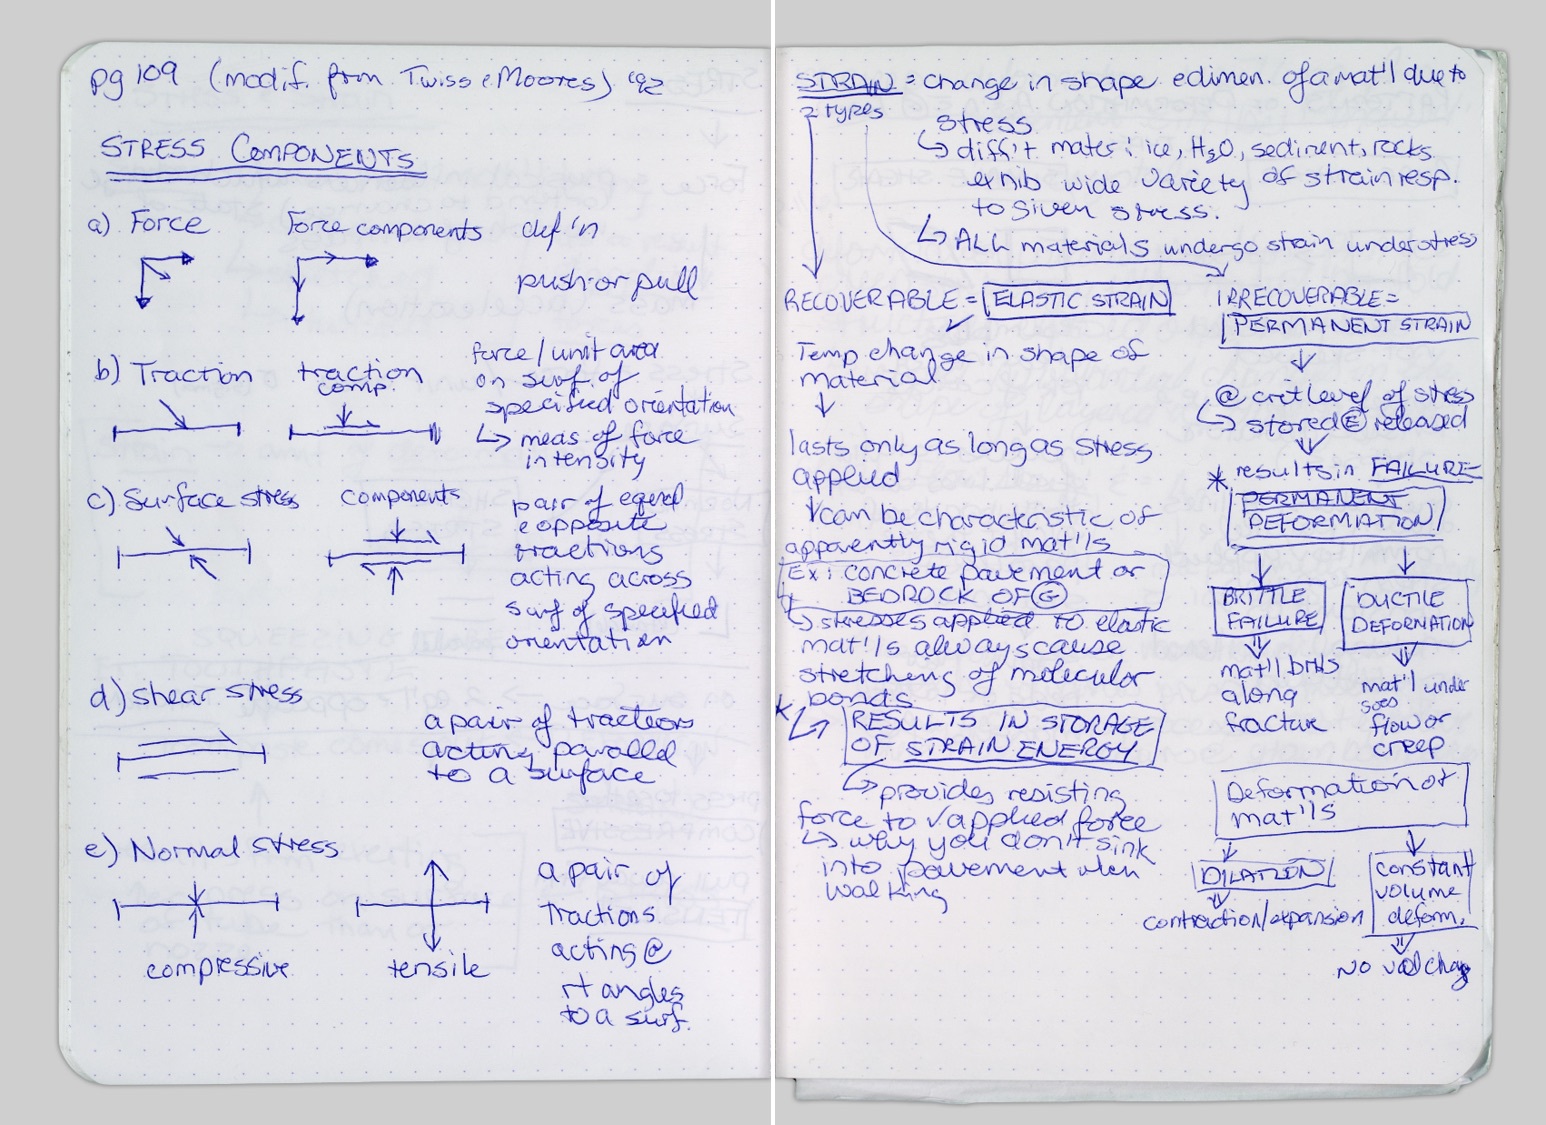 pg 109 (modif. from Twiss & Moores) '92
STRESS COMPONENTS
a) Force
Force components
def'n
push or pull
b) Traction
traction
comp.
force / unit area
on surf. of
specified orientation
↳ meas of force
intensity
c) Surface stress
components
pair of equal
& opposite
tractions
acting across
surf of specified
orientation
d) shear stress
a pair of tractions
acting parallel
to a surface
e) Normal stress
compressive
tensile
a pair of
tractions
acting @
rt angles
to a surf.
STRAIN = change in shape & dimen. of a mat'l due to
stress
2 types
↳ diff't mater: ice, H2O, sediment, rocks
exhib wide variety of strain resp.
to given stress.
↳ ALL materials undergo strain under stress
RECOVERABLE = ELASTIC STRAIN
Temp change in shape of
material
lasts only as long as stress
applied
can be characteristic of
apparently rigid mat'ls
Ex: concrete pavement or
BEDROCK OF G
↳ stresses applied to elastic
mat'ls always cause
stretching of molecular
bonds
* ↳ RESULTS IN STORAGE
OF STRAIN ENERGY
↳ provides resisting
force to applied force
↳ why you don't sink
into pavement when
walking
IRRECOVERABLE =
PERMANENT STRAIN
@ crit level of stress
↳ stored E released
* results in FAILURE
PERMANENT
DEFORMATION
BRITTLE
FAILURE
mat'l brks
along
fracture
DUCTILE
DEFORMATION
mat'l under
goes
flow or
creep
Deformation of
mat'ls
DILATION
contraction/expansion
constant
volume
deform.
No vol chng